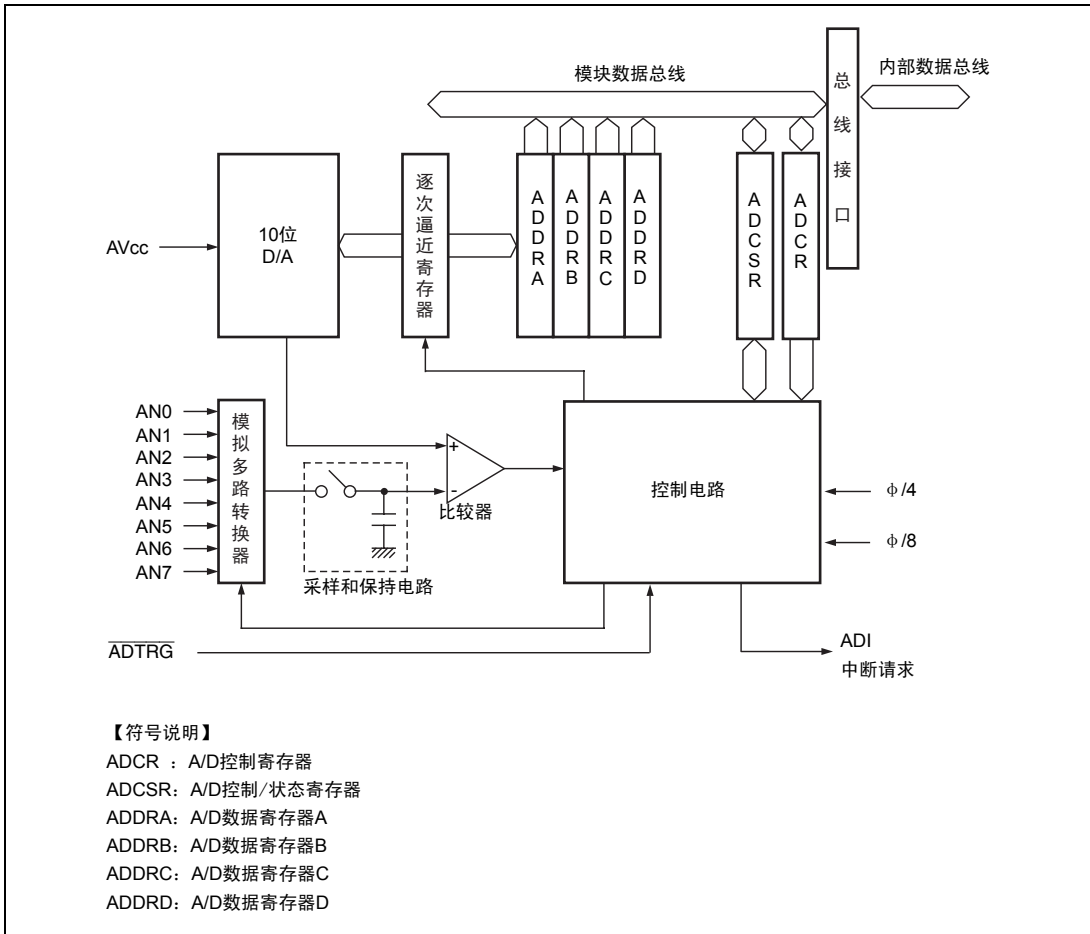 模块数据总线
内部数据总线
总线接口
AVcc
10位
D/A
逐次逼近寄存器
ADDRA
ADDRB
ADDRC
ADDRD
ADCSR
ADCR
AN0
AN1
AN2
AN3
AN4
AN5
AN6
AN7
模拟多路转换器
+
-
比较器
采样和保持电路
控制电路
φ/4
φ/8
ADTRG
ADI
中断请求
【符号说明】
ADCR : A/D控制寄存器
ADCSR: A/D控制/状态寄存器
ADDRA: A/D数据寄存器A
ADDRB: A/D数据寄存器B
ADDRC: A/D数据寄存器C
ADDRD: A/D数据寄存器D